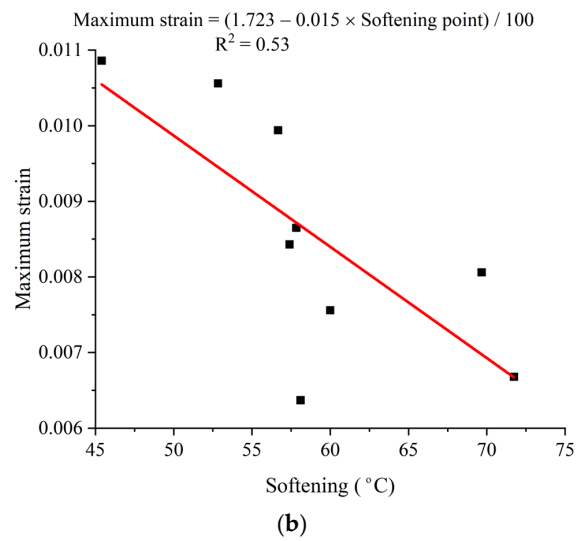 Maximum strain = (1.723 – 0.015 × Softening point) / 100
R² = 0.53
0.011
0.010
0.009
0.008
0.007
0.006
Maximum strain
45 50 55 60 65 70 75
Softening ( °C)
(b)